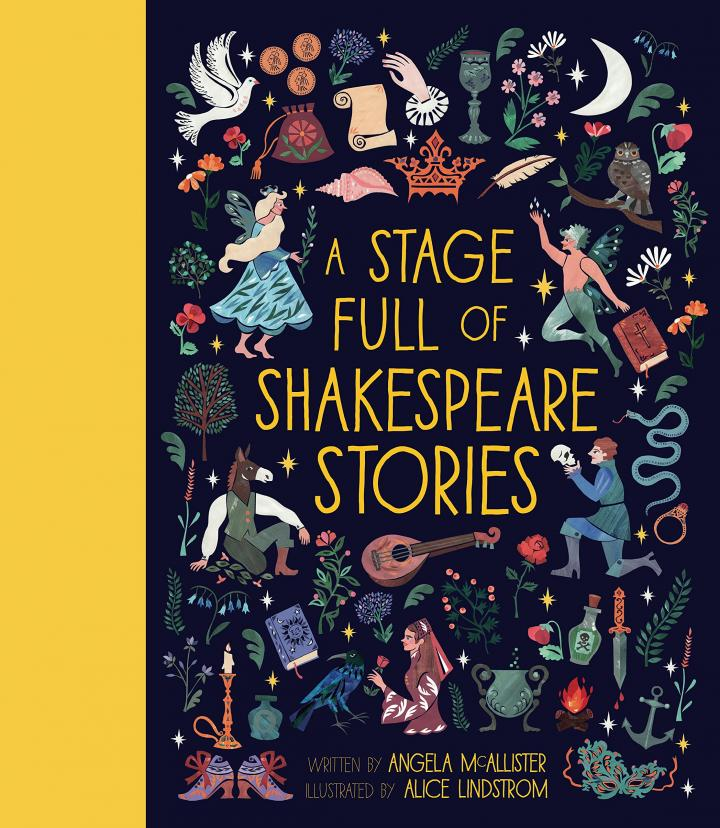 A STAGE
FULL OF
SHAKESPEARE
STORIES
WRITTEN BY ANGELA McALLISTER
ILLUSTRATED BY ALICE LINDSTROM